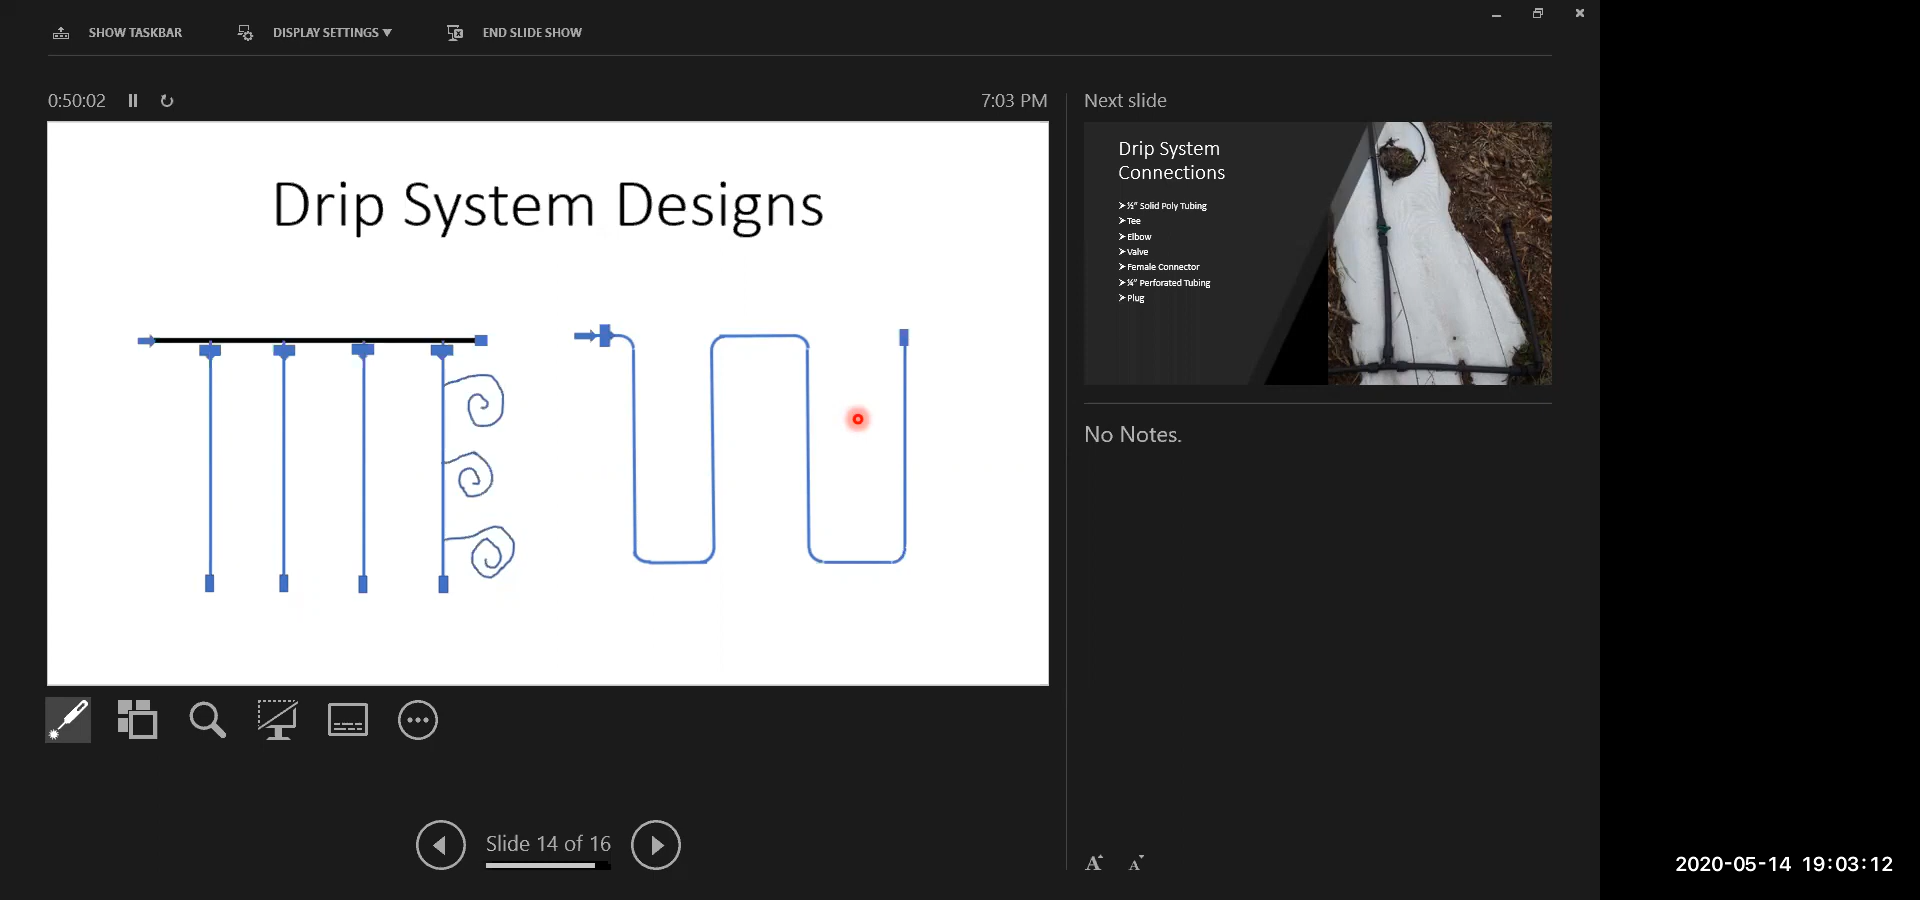 SHOW TASKBAR
DISPLAY SETTINGS ▼
END SLIDE SHOW
0:50:02
7:03 PM
Next slide
Drip System Designs
Drip System
Connections
➤½" Solid Poly Tubing
➤Tee
➤Elbow
➤Valve
➤Female Connector
➤¼" Perforated Tubing
➤Plug
No Notes.
Slide 14 of 16
A A
2020-05-14 19:03:12